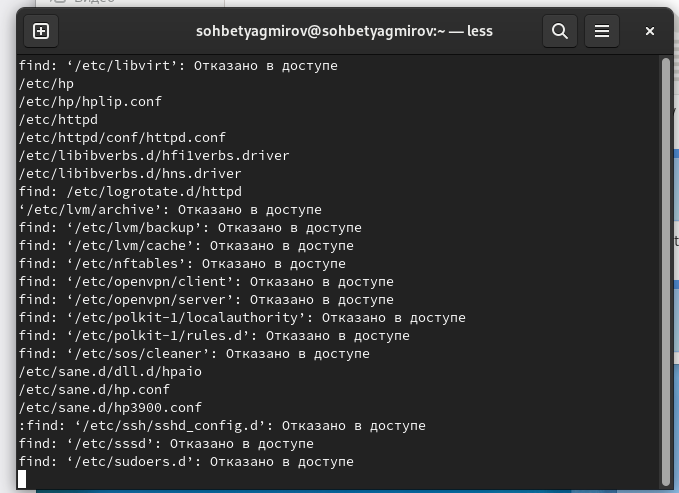 Видео
sohbetyagmirov@sohbetyagmirov:~ — less
find: ‘/etc/libvirt’: Отказано в доступе
/etc/hp
/etc/hp/hplip.conf
/etc/httpd
/etc/httpd/conf/httpd.conf
/etc/libibverbs.d/hfi1verbs.driver
/etc/libibverbs.d/hns.driver
find: /etc/logrotate.d/httpd
‘/etc/lvm/archive’: Отказано в доступе
find: ‘/etc/lvm/backup’: Отказано в доступе
find: ‘/etc/lvm/cache’: Отказано в доступе
find: ‘/etc/nftables’: Отказано в доступе
find: ‘/etc/openvpn/client’: Отказано в доступе
find: ‘/etc/openvpn/server’: Отказано в доступе
find: ‘/etc/polkit-1/localauthority’: Отказано в доступе
find: ‘/etc/polkit-1/rules.d’: Отказано в доступе
find: ‘/etc/sos/cleaner’: Отказано в доступе
/etc/sane.d/dll.d/hpaio
/etc/sane.d/hp.conf
/etc/sane.d/hp3900.conf
:find: ‘/etc/ssh/sshd_config.d’: Отказано в доступе
find: ‘/etc/sssd’: Отказано в доступе
find: ‘/etc/sudoers.d’: Отказано в доступе